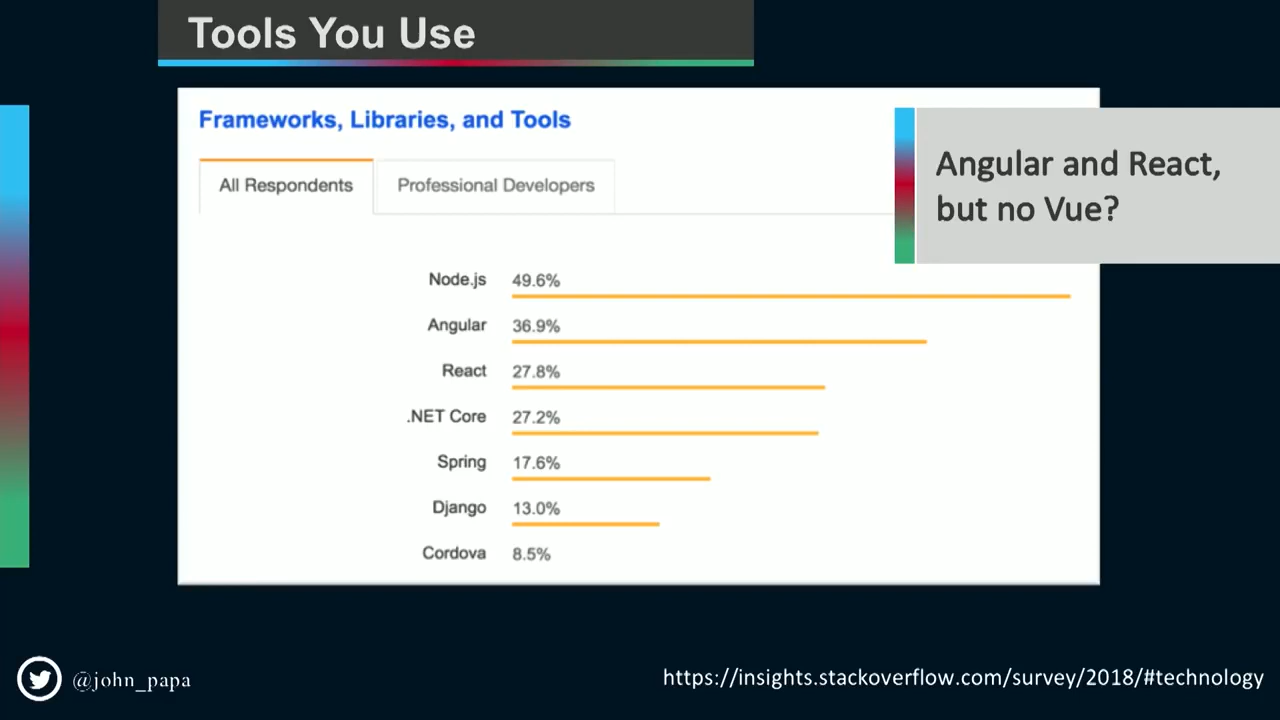 Tools You Use
Frameworks, Libraries, and Tools
All Respondents
Professional Developers
Angular and React,
but no Vue?
Node.js 49.6%
Angular 36.9%
React 27.8%
.NET Core 27.2%
Spring 17.6%
Django 13.0%
Cordova 8.5%
@john_papa
https://insights.stackoverflow.com/survey/2018/#technology